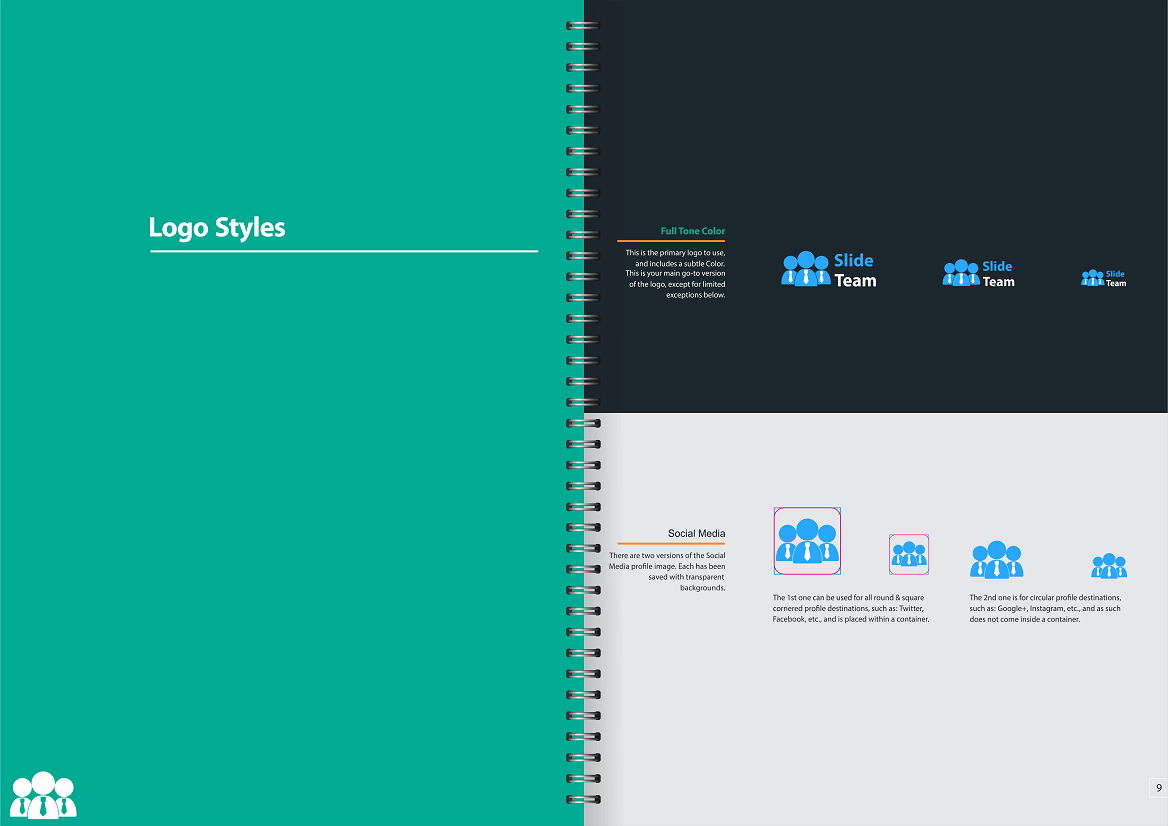 Logo Styles
Full Tone Color
This is the primary logo to use,
and includes a subtle Color.
This is your main go-to version
of the logo, except for limited
exceptions below.
Slide
Team
Slide
Team
Slide
Team
Social Media
There are two versions of the Social
Media profile image. Each has been
saved with transparent
backgrounds.
The 1st one can be used for all round & square
cornered profile destinations, such as: Twitter,
Facebook, etc., and is placed within a container.
The 2nd one is for circular profile destinations,
such as: Google+, Instagram, etc., and as such
does not come inside a container.
9